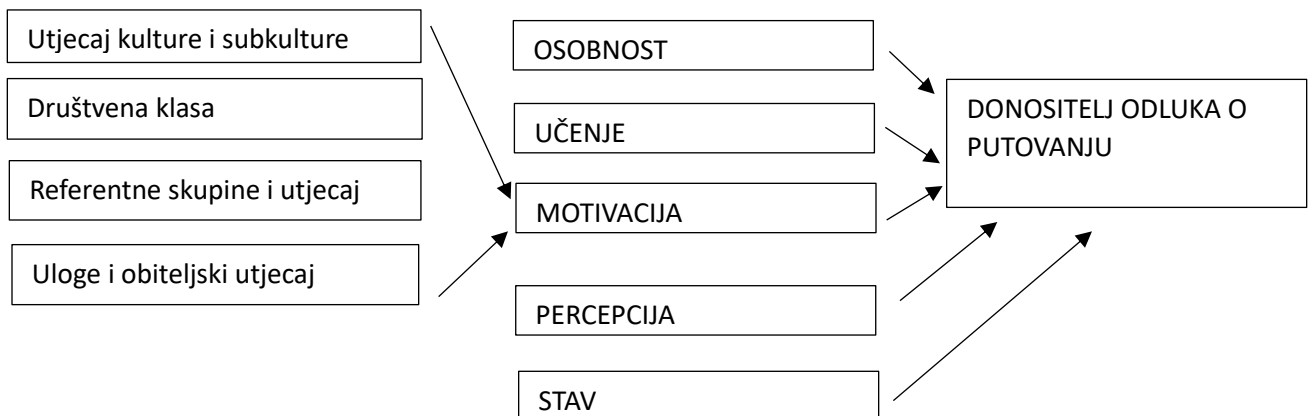 Utjecaj kulture i subkulture
Društvena klasa
Referentne skupine i utjecaj
Uloge i obiteljski utjecaj
OSOBNOST
UČENJE
MOTIVACIJA
PERCEPCIJA
STAV
DONOSITELJ ODLUKA O
PUTOVANJU